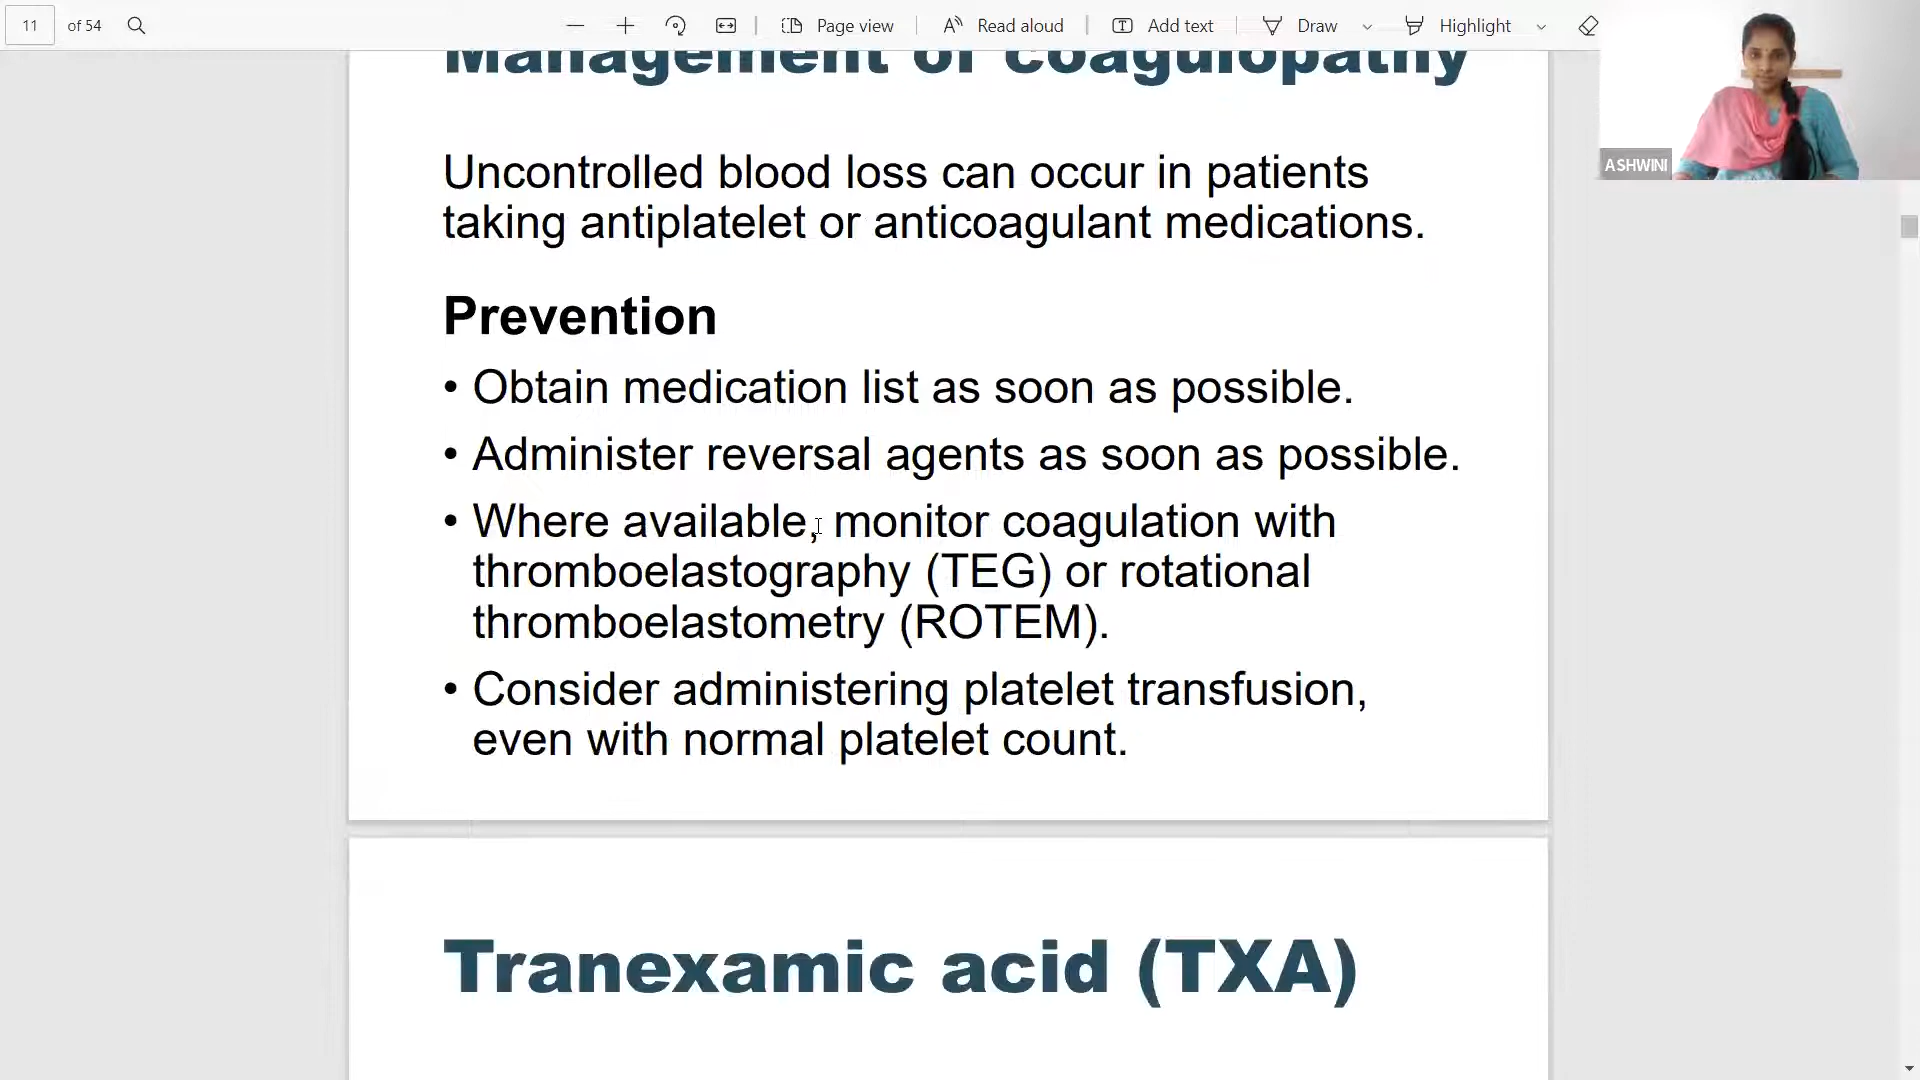 11 of 54 Page view Read aloud Add text Draw Highlight
Management of coagulopathy
ASHWINI
Uncontrolled blood loss can occur in patients
taking antiplatelet or anticoagulant medications.
Prevention
• Obtain medication list as soon as possible.
• Administer reversal agents as soon as possible.
• Where available, monitor coagulation with
thromboelastography (TEG) or rotational
thromboelastometry (ROTEM).
• Consider administering platelet transfusion,
even with normal platelet count.
Tranexamic acid (TXA)